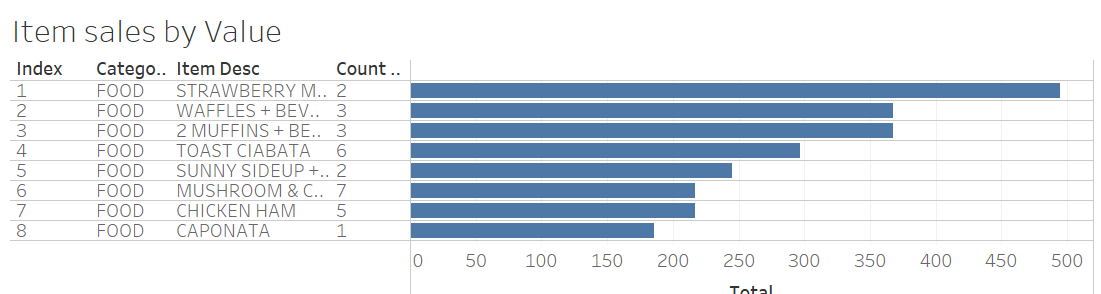 Item sales by Value
Index Catego.. Item Desc Count ..
1 FOOD STRAWBERRY M.. 2
2 FOOD WAFFLES + BEV.. 3
3 FOOD 2 MUFFINS + BE.. 3
4 FOOD TOAST CIABATA 6
5 FOOD SUNNY SIDEUP +.. 2
6 FOOD MUSHROOM & C.. 7
7 FOOD CHICKEN HAM 5
8 FOOD CAPONATA 1
0 50 100 150 200 250 300 350 400 450 500
Total